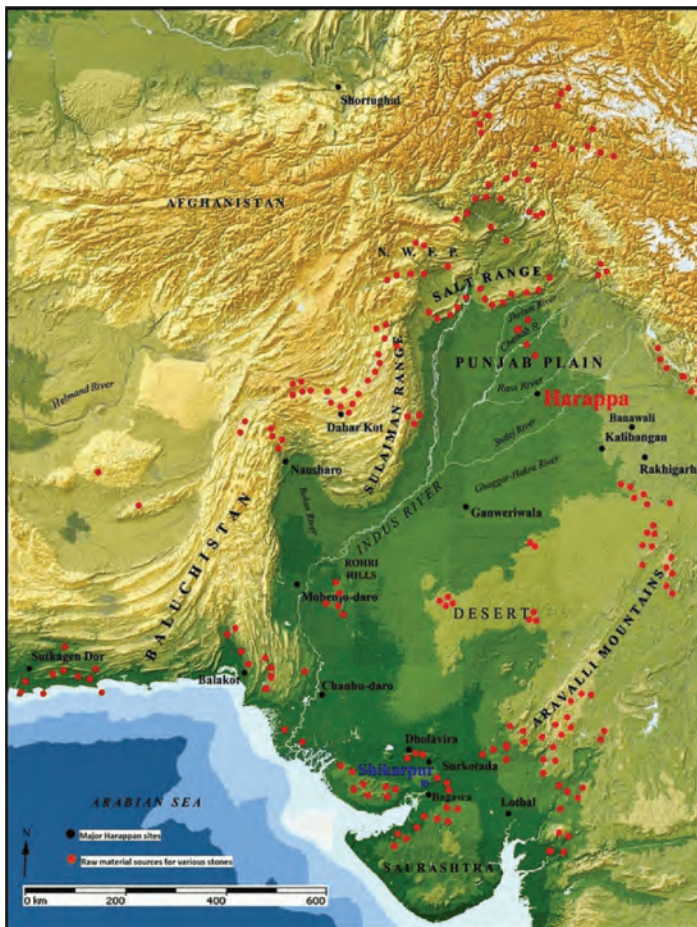 Shortughai
AFGHANISTAN
N. W. F. P.
SALT RANGE
Jhelum River
Chenab R.
PUNJAB PLAIN
Helmand River
Ravi River
Harappa
SULAIMAN RANGE
Dabar Kot
Banawali
Kalibangan
Sutlej River
Rakhigarhi
Nausharo
Ghaggar-Hakra River
Bolan River
INDUS RIVER
Ganweriwala
BALUCHISTAN
ROHRI
HILLS
Mohenjo-daro
DESERT
ARAVALLI MOUNTAINS
Sutkagen Dor
Balakot
Chanhu-daro
Dholavira
Surkotada
Shikarpur
Bagasra
Lothal
ARABIAN SEA
N
Major Harappan sites
Raw material sources for various stones
SAURASHTRA
0 km 200 400 600